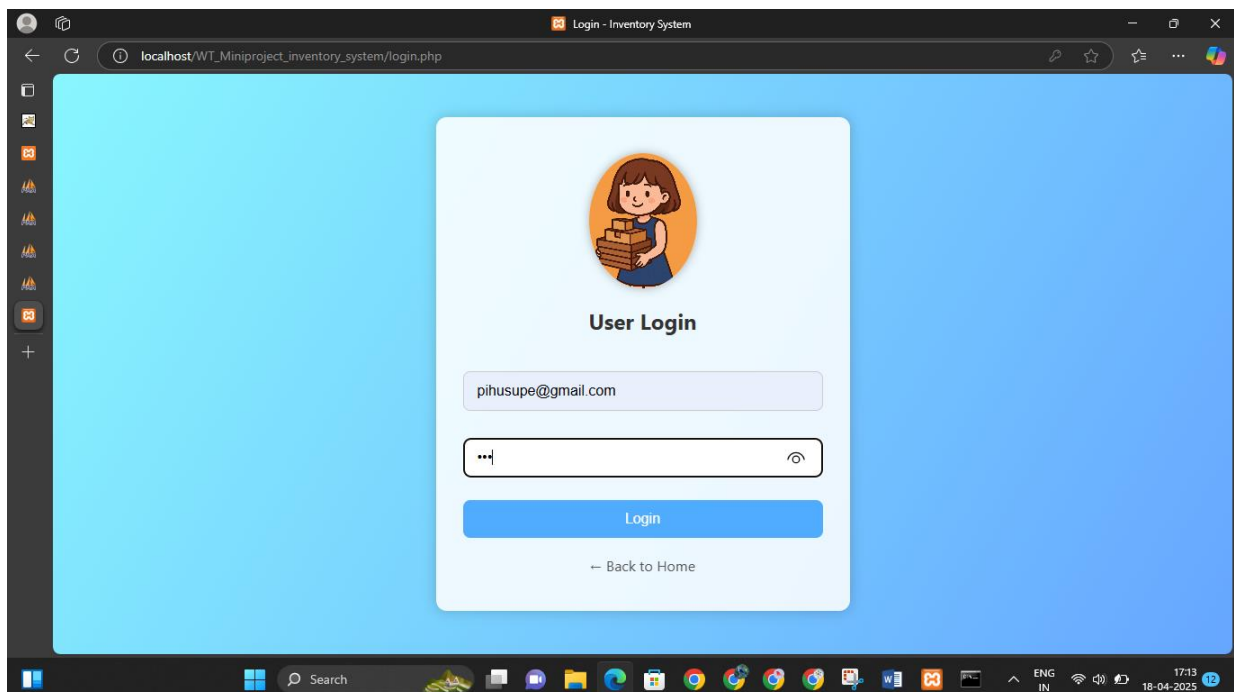 Login - Inventory System
localhost/WT_Miniproject_inventory_system/login.php
User Login
pihusupe@gmail.com
•••
Login
← Back to Home
Search
ENG
IN
17:13
18-04-2025
12